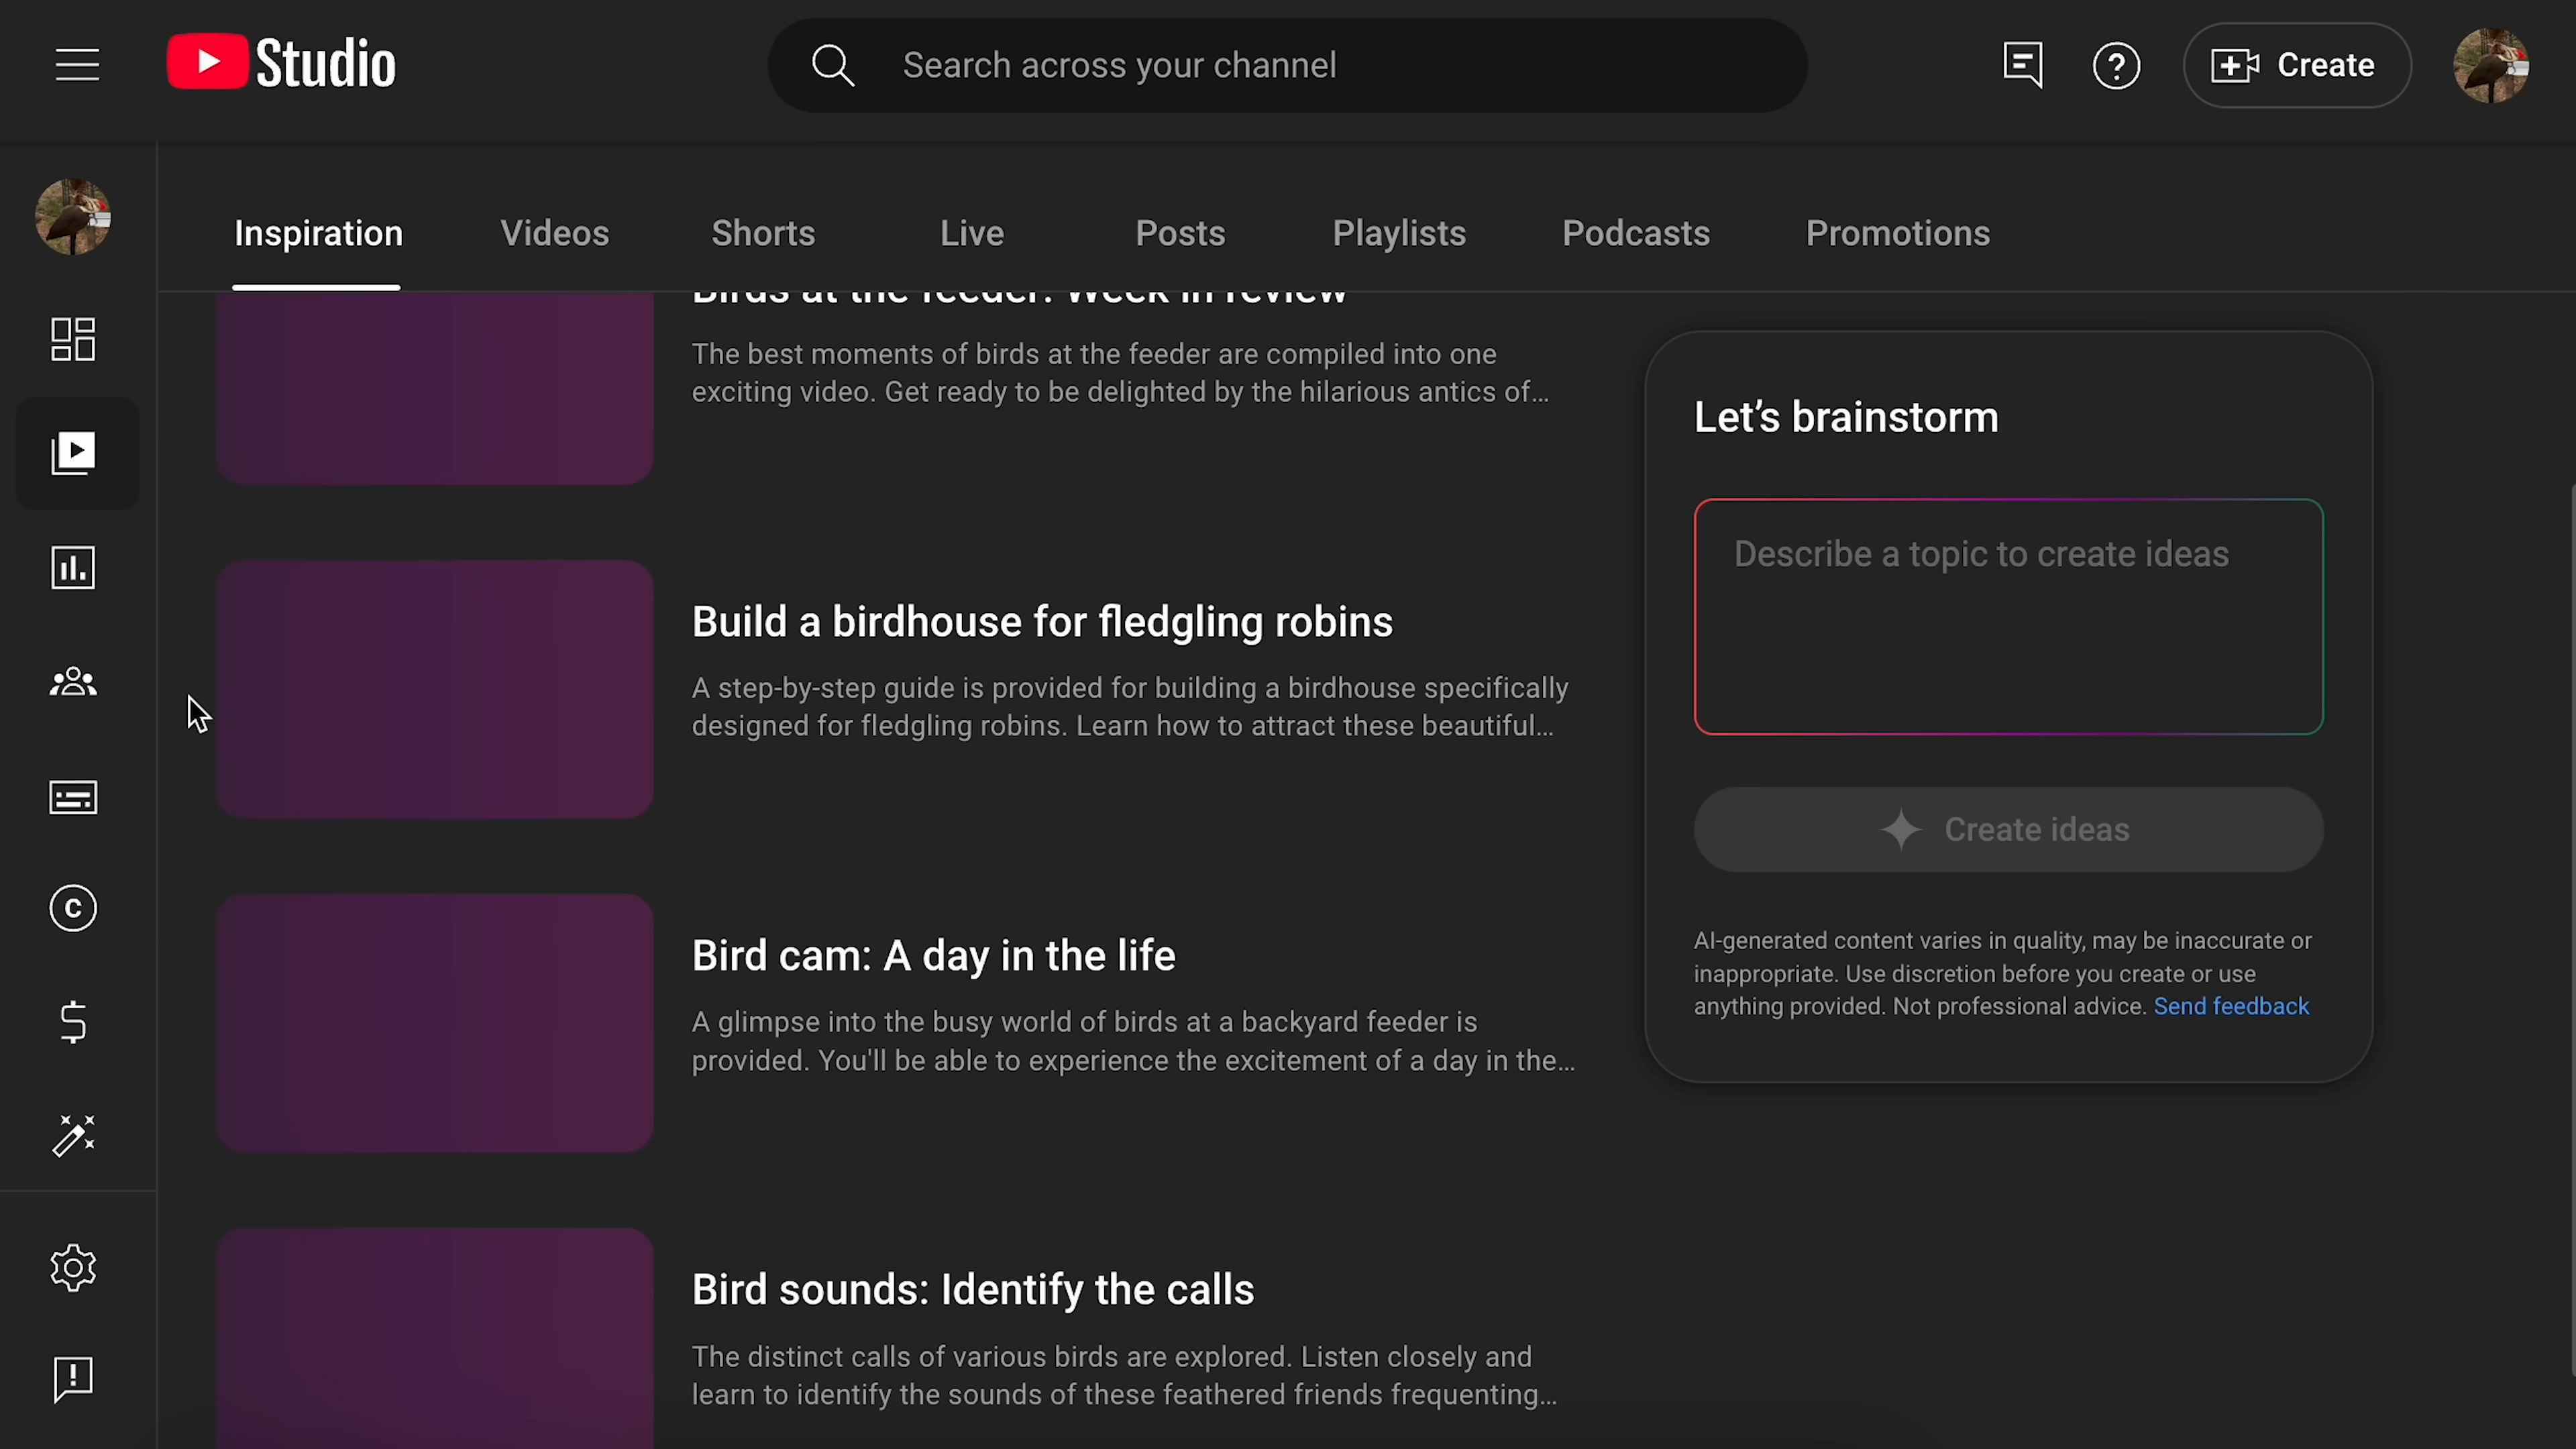 Studio
Search across your channel
Create
Inspiration
Videos
Shorts
Live
Posts
Playlists
Podcasts
Promotions
Birds at the feeder: Week in review
The best moments of birds at the feeder are compiled into one
exciting video. Get ready to be delighted by the hilarious antics of...
Build a birdhouse for fledgling robins
A step-by-step guide is provided for building a birdhouse specifically
designed for fledgling robins. Learn how to attract these beautiful...
Bird cam: A day in the life
A glimpse into the busy world of birds at a backyard feeder is
provided. You'll be able to experience the excitement of a day in the...
Bird sounds: Identify the calls
The distinct calls of various birds are explored. Listen closely and
learn to identify the sounds of these feathered friends frequenting...
Let’s brainstorm
Describe a topic to create ideas
Create ideas
AI-generated content varies in quality, may be inaccurate or
inappropriate. Use discretion before you create or use
anything provided. Not professional advice. Send feedback